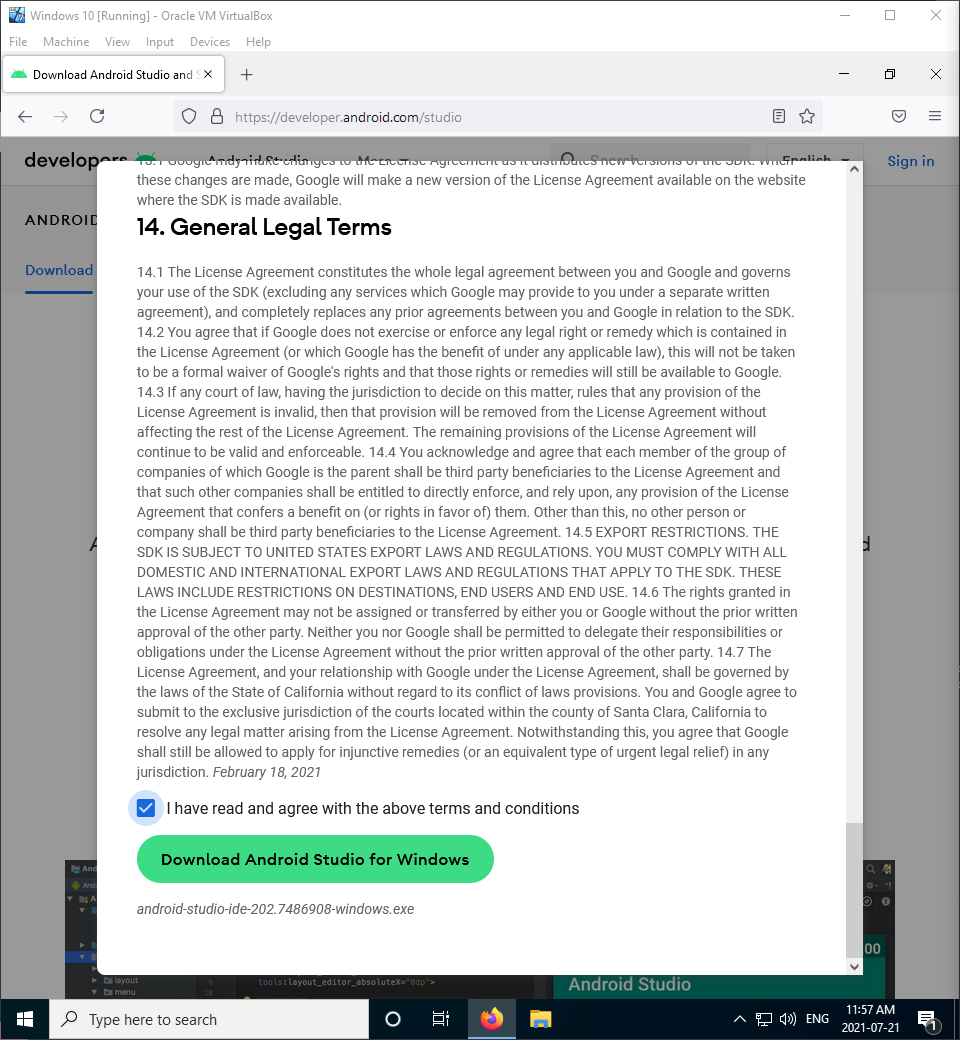 Windows 10 [Running] - Oracle VM VirtualBox
File Machine View Input Devices Help
Download Android Studio and S
https://developer.android.com/studio
developers Android Studio More Search English Sign in
13.1 Google may make changes to the License Agreement as it distributes new versions of the SDK. When
these changes are made, Google will make a new version of the License Agreement available on the website
where the SDK is made available.
ANDROID
14. General Legal Terms
Download
14.1 The License Agreement constitutes the whole legal agreement between you and Google and governs
your use of the SDK (excluding any services which Google may provide to you under a separate written
agreement), and completely replaces any prior agreements between you and Google in relation to the SDK.
14.2 You agree that if Google does not exercise or enforce any legal right or remedy which is contained in
the License Agreement (or which Google has the benefit of under any applicable law), this will not be taken
to be a formal waiver of Google's rights and that those rights or remedies will still be available to Google.
14.3 If any court of law, having the jurisdiction to decide on this matter, rules that any provision of the
License Agreement is invalid, then that provision will be removed from the License Agreement without
affecting the rest of the License Agreement. The remaining provisions of the License Agreement will
continue to be valid and enforceable. 14.4 You acknowledge and agree that each member of the group of
companies of which Google is the parent shall be third party beneficiaries to the License Agreement and
that such other companies shall be entitled to directly enforce, and rely upon, any provision of the License
Agreement that confers a benefit on (or rights in favor of) them. Other than this, no other person or
company shall be third party beneficiaries to the License Agreement. 14.5 EXPORT RESTRICTIONS. THE
SDK IS SUBJECT TO UNITED STATES EXPORT LAWS AND REGULATIONS. YOU MUST COMPLY WITH ALL
DOMESTIC AND INTERNATIONAL EXPORT LAWS AND REGULATIONS THAT APPLY TO THE SDK. THESE
LAWS INCLUDE RESTRICTIONS ON DESTINATIONS, END USERS AND END USE. 14.6 The rights granted in
the License Agreement may not be assigned or transferred by either you or Google without the prior written
approval of the other party. Neither you nor Google shall be permitted to delegate their responsibilities or
obligations under the License Agreement without the prior written approval of the other party. 14.7 The
License Agreement, and your relationship with Google under the License Agreement, shall be governed by
the laws of the State of California without regard to its conflict of laws provisions. You and Google agree to
submit to the exclusive jurisdiction of the courts located within the county of Santa Clara, California to
resolve any legal matter arising from the License Agreement. Notwithstanding this, you agree that Google
shall still be allowed to apply for injunctive remedies (or an equivalent type of urgent legal relief) in any
jurisdiction. February 18, 2021
I have read and agree with the above terms and conditions
Download Android Studio for Windows
android-studio-ide-202.7486908-windows.exe
layout
menu
9
10
tools:layout_editor_absoluteX="0dp">
00
Android Studio
Type here to search
ENG
11:57 AM
2021-07-21
1